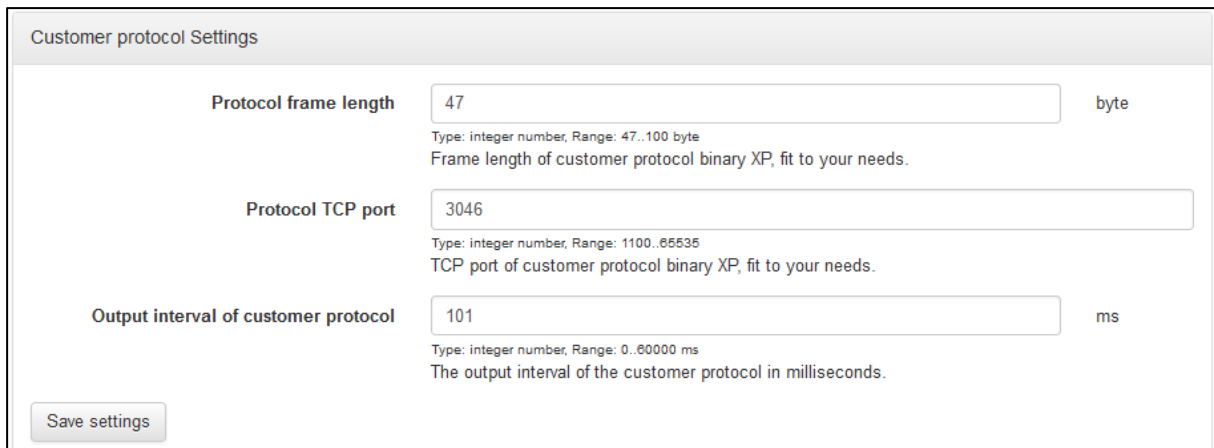 Customer protocol Settings
Protocol frame length 47 byte
Type: integer number, Range: 47..100 byte
Frame length of customer protocol binary XP, fit to your needs.
Protocol TCP port 3046
Type: integer number, Range: 1100..65535
TCP port of customer protocol binary XP, fit to your needs.
Output interval of customer protocol 101 ms
Type: integer number, Range: 0..60000 ms
The output interval of the customer protocol in milliseconds.
Save settings